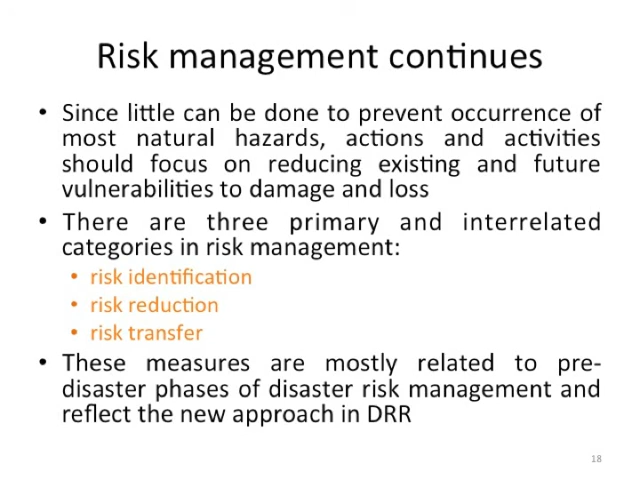 Risk management continues
• Since little can be done to prevent occurrence of
most natural hazards, actions and activities
should focus on reducing existing and future
vulnerabilities to damage and loss
• There are three primary and interrelated
categories in risk management:
• risk identification
• risk reduction
• risk transfer
• These measures are mostly related to pre-
disaster phases of disaster risk management and
reflect the new approach in DRR
18